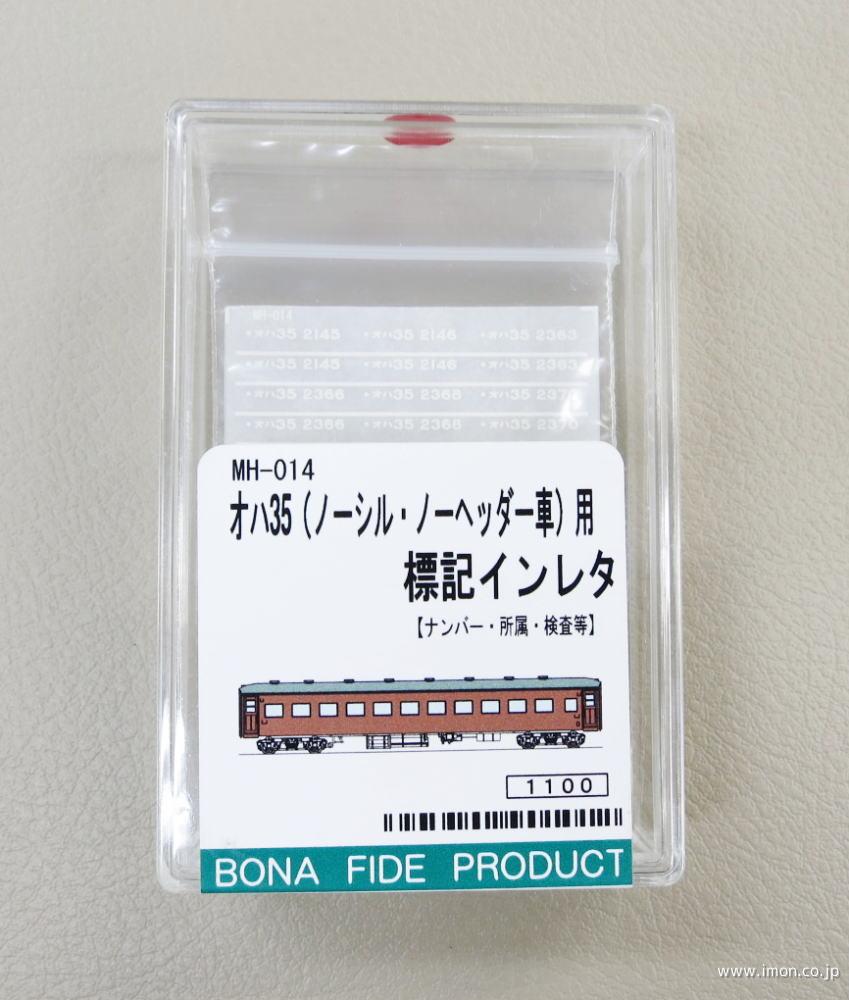 MH-014
・オハ35 2145 ・オハ35 2146 ・オハ35 2363
・オハ35 2145 ・オハ35 2146 ・オハ35 2363
・オハ35 2366 ・オハ35 2368 ・オハ35 2370
・オハ35 2366 ・オハ35 2368 ・オハ35 2370
MH-014
オハ35（ノーシル・ノーヘッダー車）用
標記インレタ
【ナンバー・所属・検査等】
1100
BONA FIDE PRODUCT
www.imon.co.jp